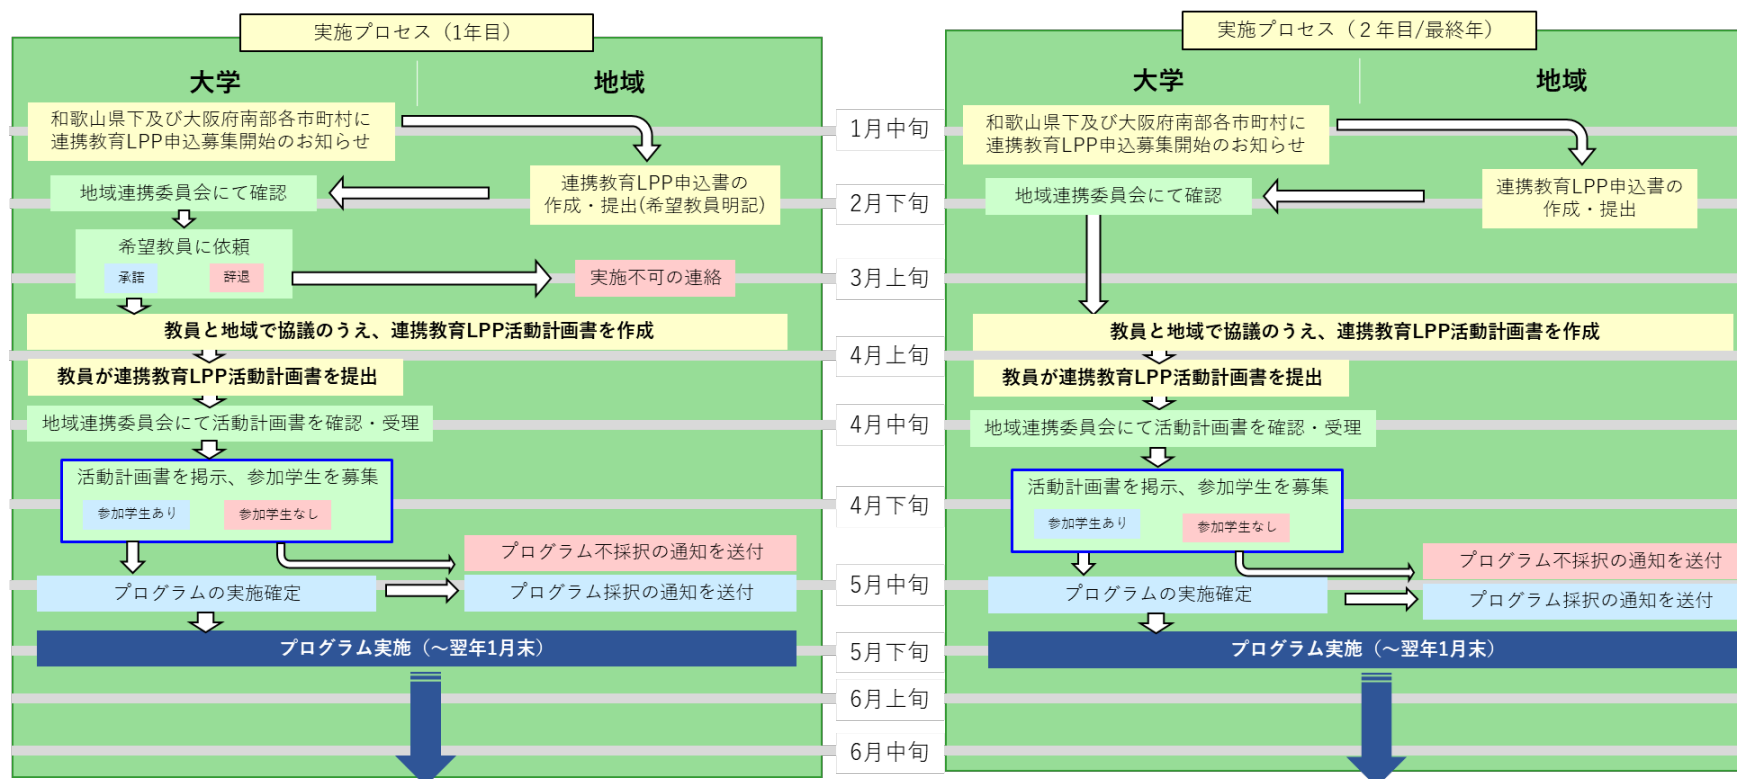 実施プロセス（1年目）
大学
地域
和歌山県下及び大阪府南部各市町村に
連携教育LPP申込募集開始のお知らせ
連携教育LPP申込書の
作成・提出(希望教員明記)
地域連携委員会にて確認
希望教員に依頼
承諾
辞退
実施不可の連絡
教員と地域で協議のうえ、連携教育LPP活動計画書を作成
教員が連携教育LPP活動計画書を提出
地域連携委員会にて活動計画書を確認・受理
活動計画書を掲示、参加学生を募集
参加学生あり
参加学生なし
プログラム不採択の通知を送付
プログラムの実施確定
プログラム採択の通知を送付
プログラム実施（～翌年1月末）
1月中旬
2月下旬
3月上旬
4月上旬
4月中旬
4月下旬
5月中旬
5月下旬
6月上旬
6月中旬
実施プロセス（２年目/最終年）
大学
地域
和歌山県下及び大阪府南部各市町村に
連携教育LPP申込募集開始のお知らせ
連携教育LPP申込書の
作成・提出
地域連携委員会にて確認
教員と地域で協議のうえ、連携教育LPP活動計画書を作成
教員が連携教育LPP活動計画書を提出
地域連携委員会にて活動計画書を確認・受理
活動計画書を掲示、参加学生を募集
参加学生あり
参加学生なし
プログラム不採択の通知を送付
プログラムの実施確定
プログラム採択の通知を送付
プログラム実施（～翌年1月末）